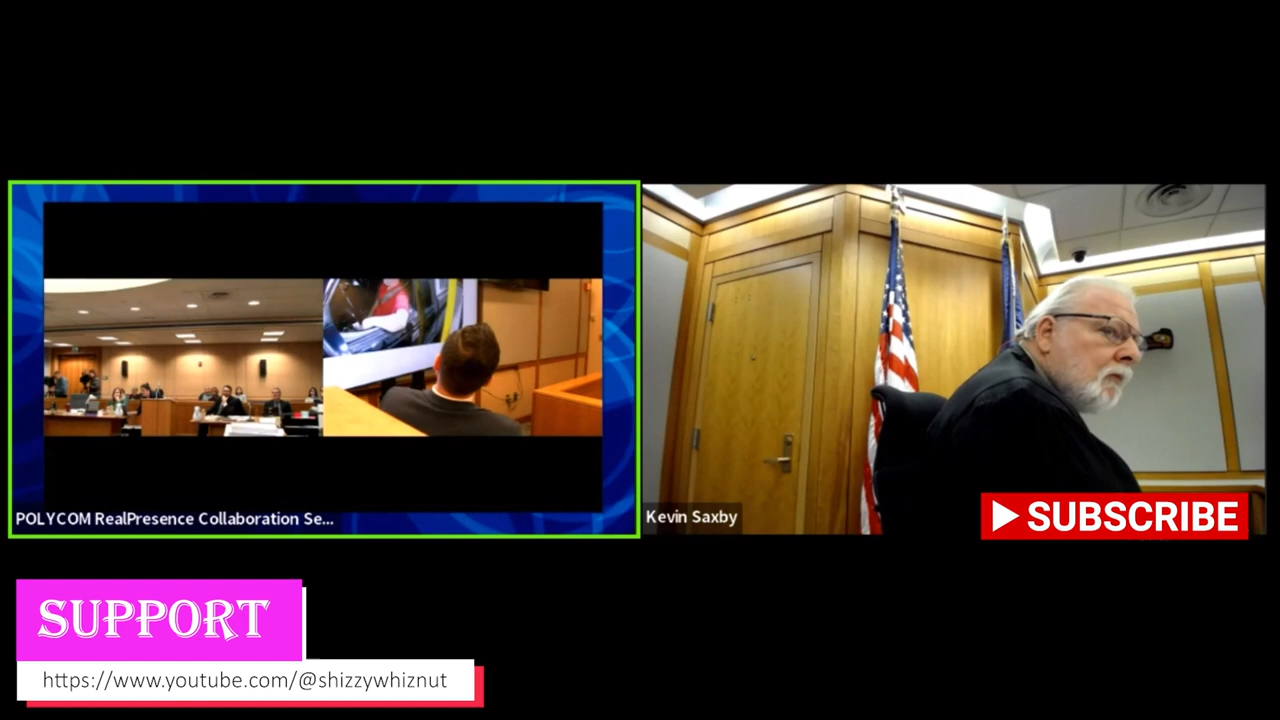 POLYCOM RealPresence Collaboration Se...
Kevin Saxby
SUBSCRIBE
SUPPORT
https://www.youtube.com/@shizzywhiznut